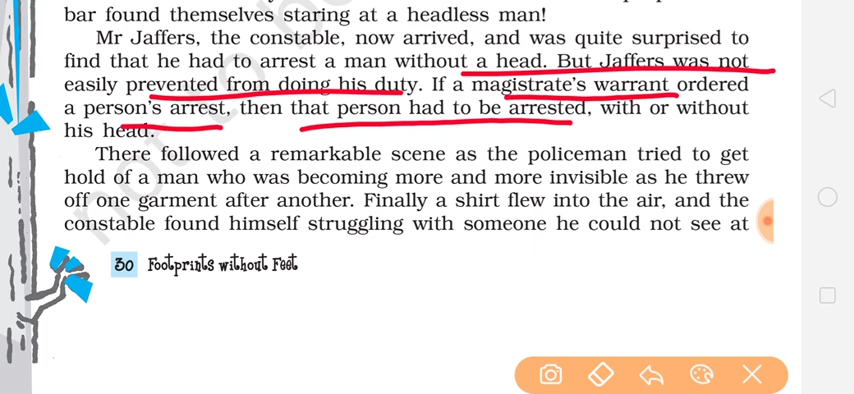 bar found themselves staring at a headless man!
Mr Jaffers, the constable, now arrived, and was quite surprised to
find that he had to arrest a man without a head. But Jaffers was not
easily prevented from doing his duty. If a magistrate's warrant ordered
a person's arrest, then that person had to be arrested, with or without
his head.
There followed a remarkable scene as the policeman tried to get
hold of a man who was becoming more and more invisible as he threw
off one garment after another. Finally a shirt flew into the air, and the
constable found himself struggling with someone he could not see at
30 Footprints without Feet